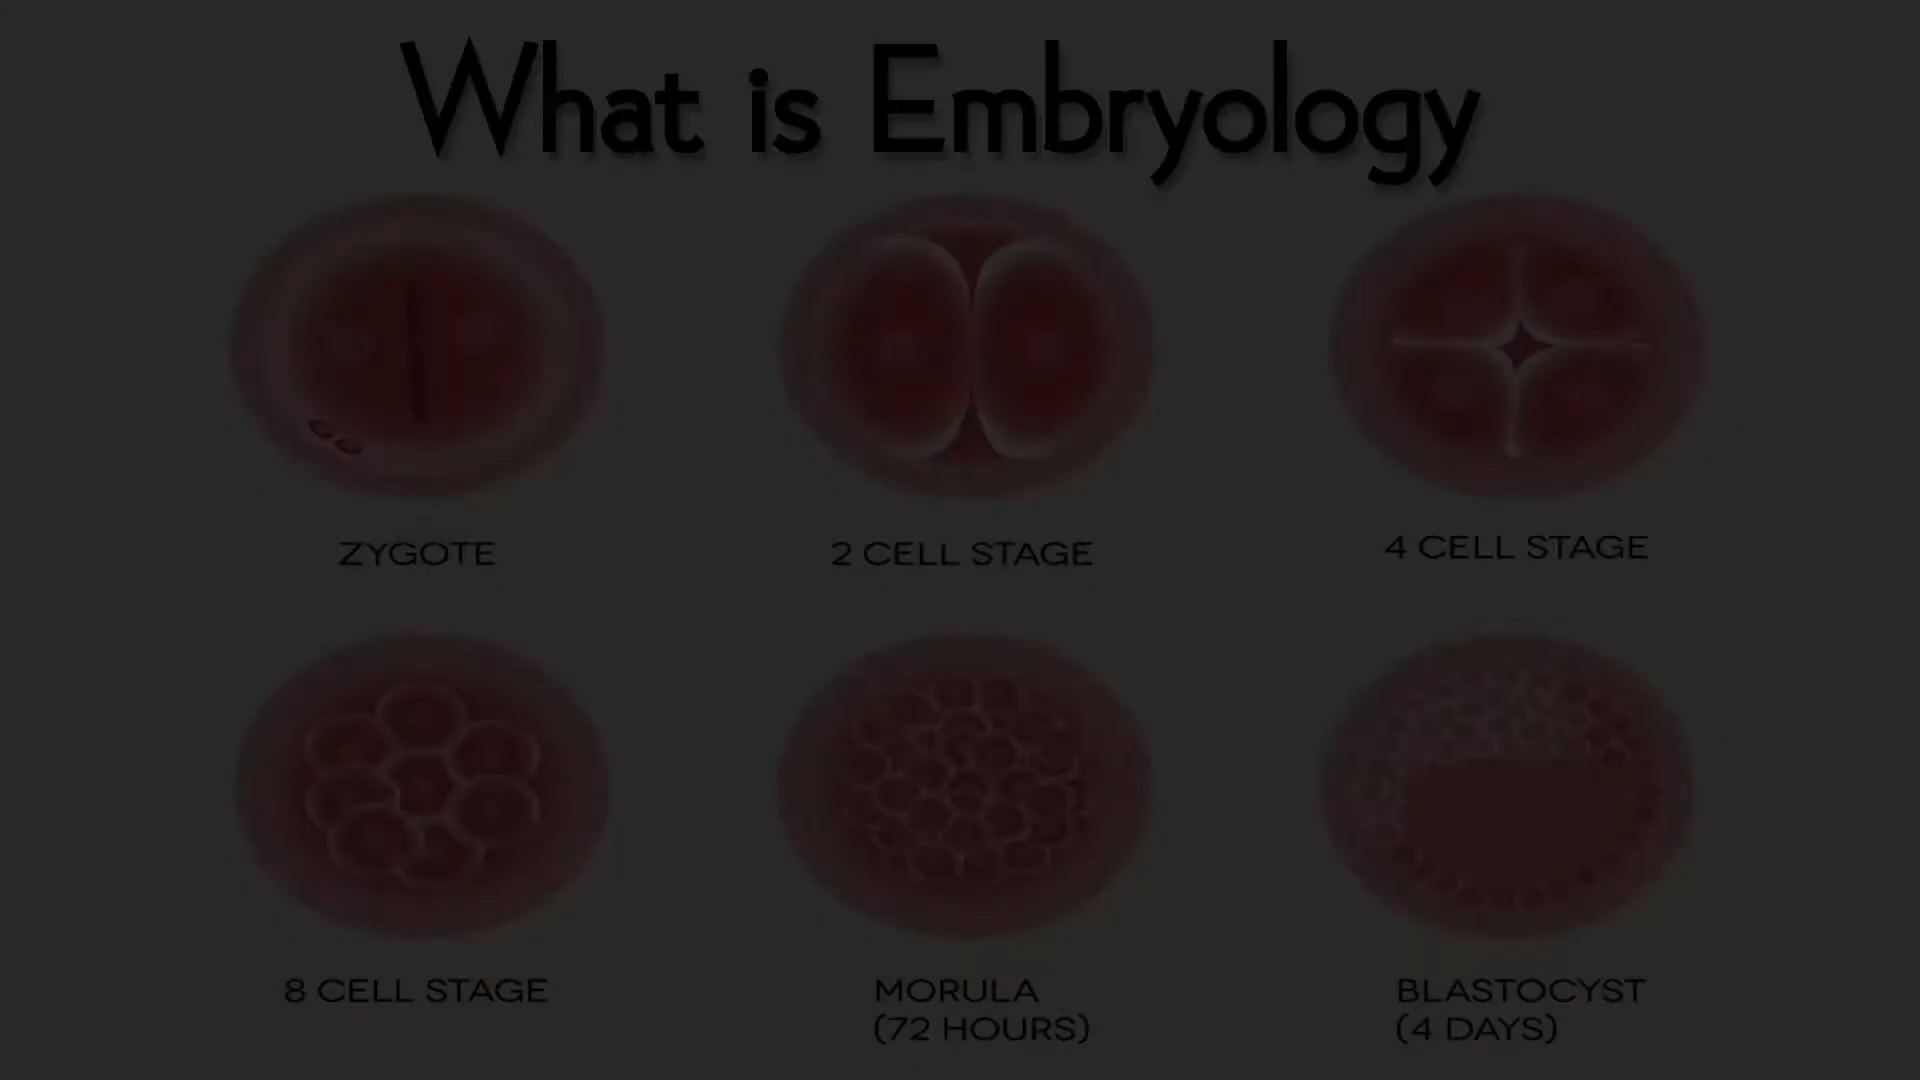 What is Embryology
ZYGOTE
2 CELL STAGE
4 CELL STAGE
8 CELL STAGE
MORULA
(72 HOURS)
BLASTOCYST
(4 DAYS)